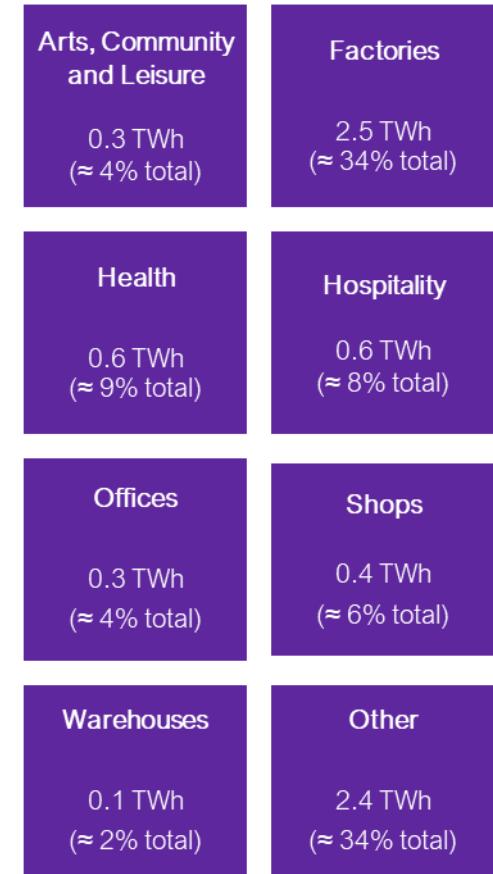 Arts, Community
and Leisure
0.3 TWh
(≈ 4% total)
Factories
2.5 TWh
(≈ 34% total)
Health
0.6 TWh
(≈ 9% total)
Hospitality
0.6 TWh
(≈ 8% total)
Offices
0.3 TWh
(≈ 4% total)
Shops
0.4 TWh
(≈ 6% total)
Warehouses
0.1 TWh
(≈ 2% total)
Other
2.4 TWh
(≈ 34% total)